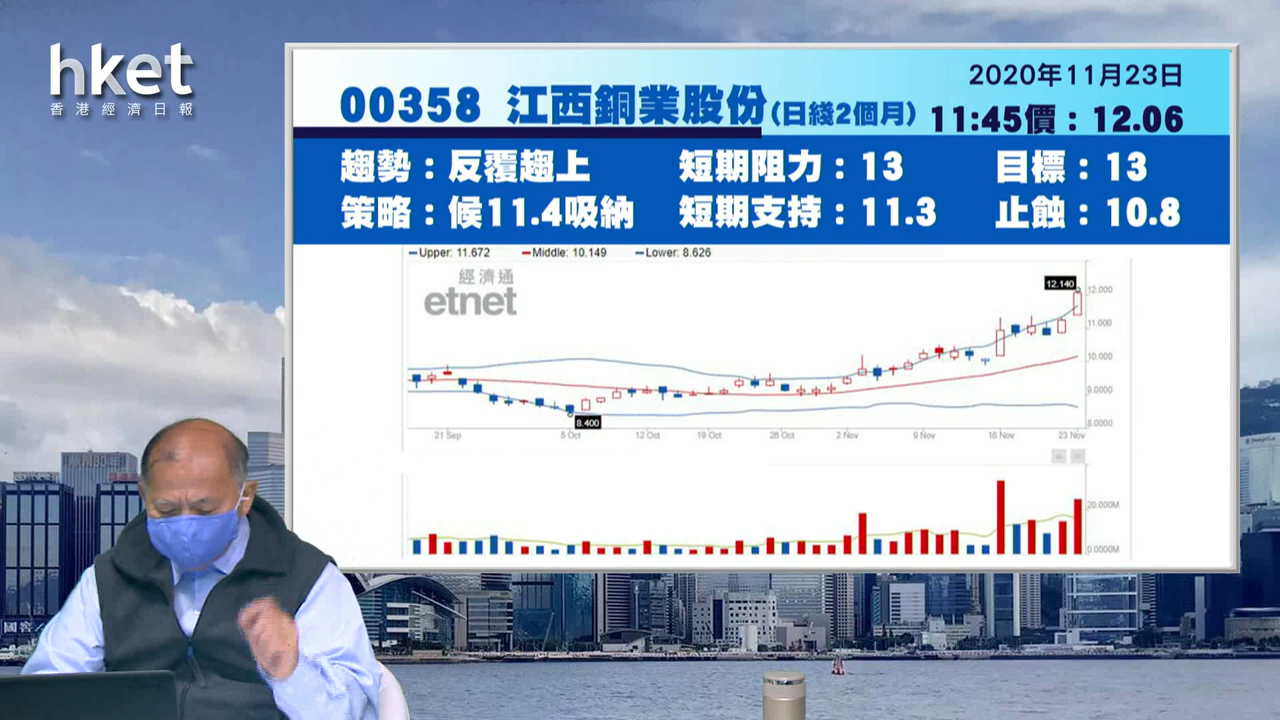 hket
香港經濟日報
2020年11月23日
00358 江西銅業股份(日綫2個月) 11:45價:12.06
趨勢:反覆趨上 短期阻力:13 目標:13
策略:候11.4吸納 短期支持:11.3 止蝕:10.8
Upper: 11.672 Middle: 10.149 Lower: 8.626
經濟通
etnet
12.140
12.000
11.000
10.000
9.0000
8.400
8.0000
21 Sep 5 Oct 12 Oct 19 Oct 26 Oct 2 Nov 9 Nov 16 Nov 23 Nov
20.000M
0.0000M